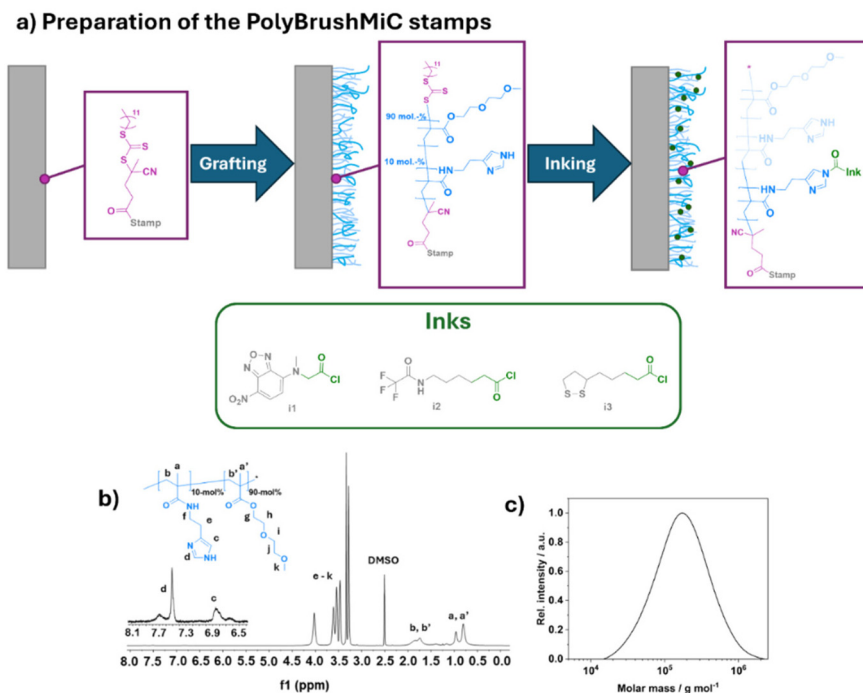 a) Preparation of the PolyBrushMiC stamps
11
S
S
S
CN
O
Stamp
Grafting
11
S
S
S
90 mol.-%
O
O
O
O
10 mol.-%
HN
O
N
NH
CN
O
Stamp
Inking
*
O
O
O
O
HN
O
N
NH
HN
O
N
N
O
Ink
NC
O
Stamp
Inks
N
O
N
NO₂
N
O
Cl
i1
F
F
F
O
N
H
O
Cl
i2
S-S
O
Cl
i3
b)
b a b' a'
10-mol% 90-mol%
*
O NH O O
f e g h
N c O i
d NH j O
k
d
c
8.1 7.7 7.3 6.9 6.5
e - k
DMSO
b, b'
a, a'
8.0 7.5 7.0 6.5 6.0 5.5 5.0 4.5 4.0 3.5 3.0 2.5 2.0 1.5 1.0 0.5 0.0
f1 (ppm)
c)
Rel. intensity / a.u.
1.0
0.8
0.6
0.4
0.2
0.0
10⁴ 10⁵ 10⁶
Molar mass / g mol⁻¹